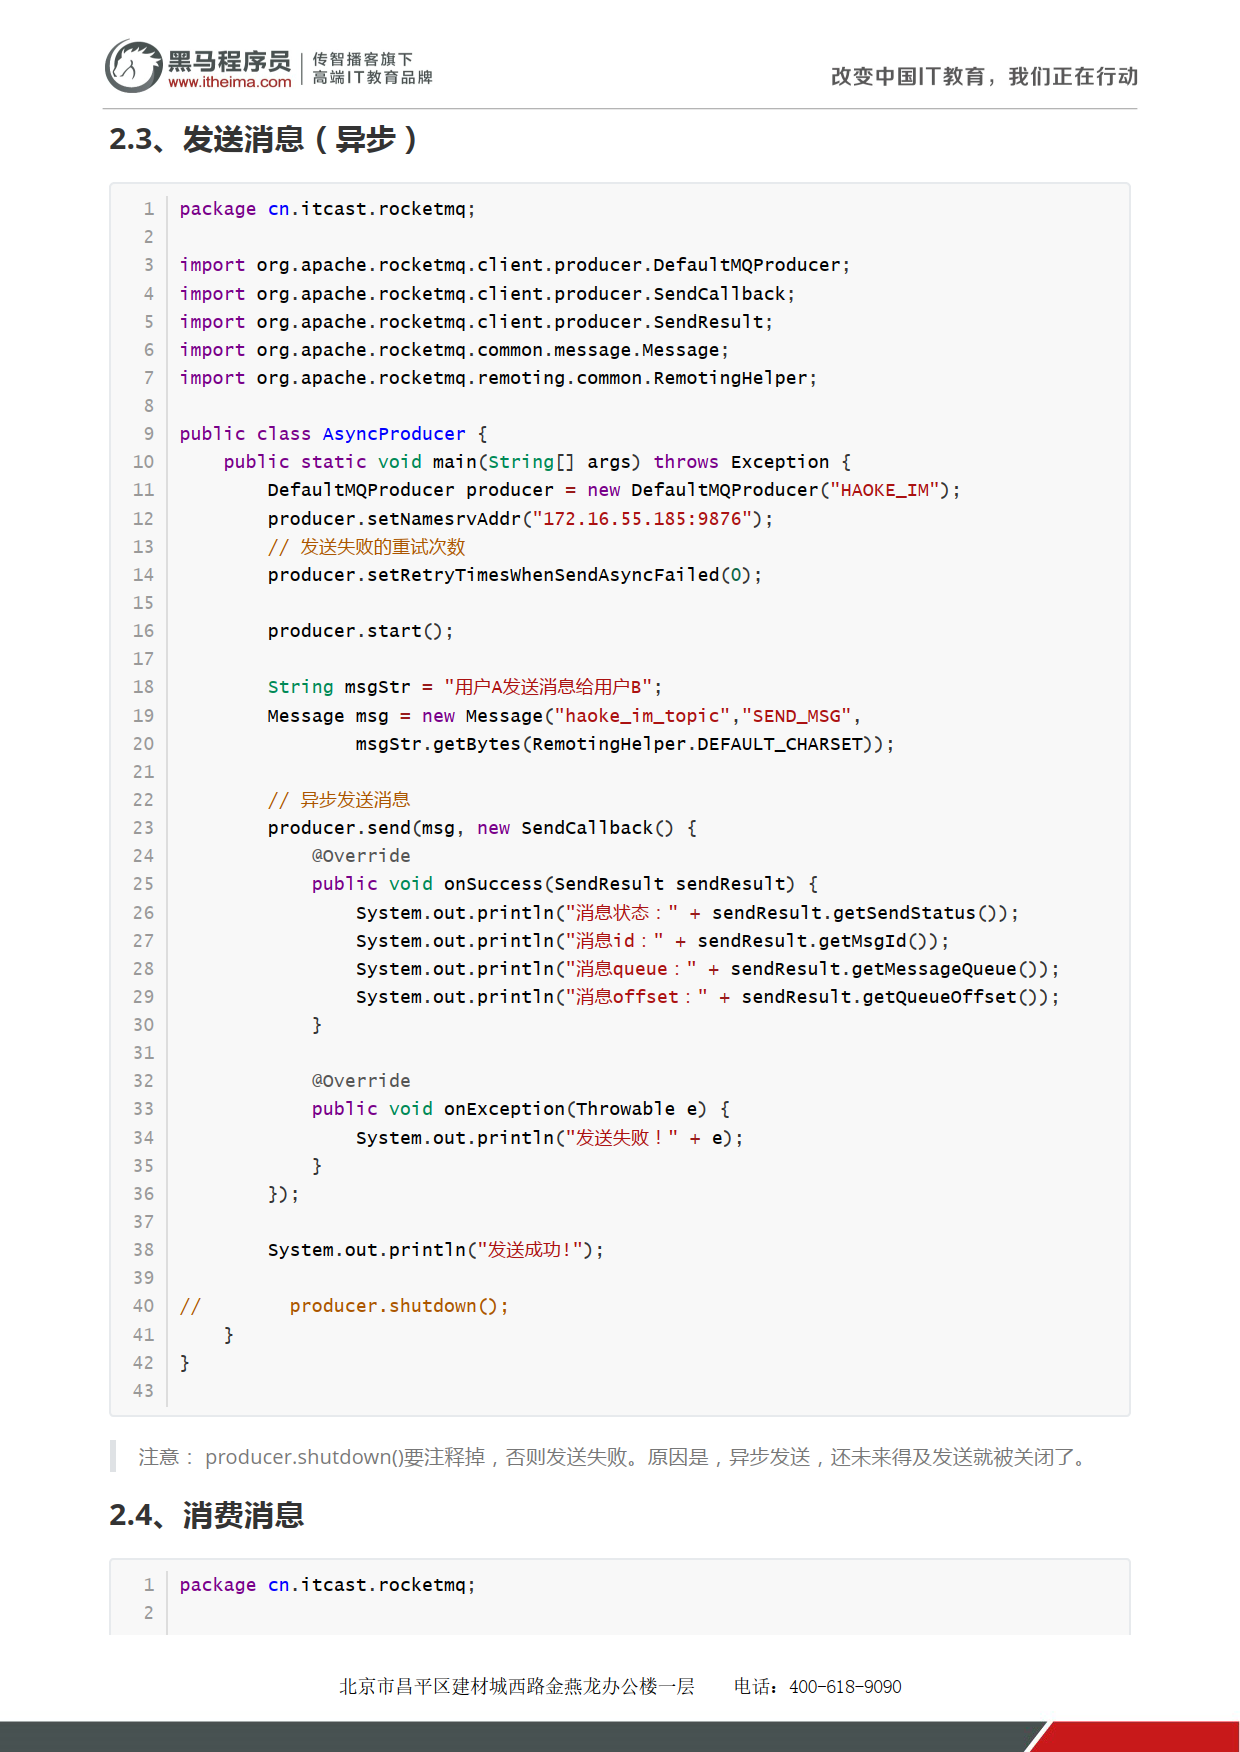 黑马程序员
www.itheima.com
传智播客旗下
高端IT教育品牌
改变中国IT教育，我们正在行动
2.3、发送消息（异步）
1 package cn.itcast.rocketmq;
2
3 import org.apache.rocketmq.client.producer.DefaultMQProducer;
4 import org.apache.rocketmq.client.producer.SendCallback;
5 import org.apache.rocketmq.client.producer.SendResult;
6 import org.apache.rocketmq.common.message.Message;
7 import org.apache.rocketmq.remoting.common.RemotingHelper;
8
9 public class AsyncProducer {
10     public static void main(String[] args) throws Exception {
11         DefaultMQProducer producer = new DefaultMQProducer("HAOKE_IM");
12         producer.setNamesrvAddr("172.16.55.185:9876");
13         // 发送失败的重试次数
14         producer.setRetryTimesWhenSendAsyncFailed(0);
15
16         producer.start();
17
18         String msgStr = "用户A发送消息给用户B";
19         Message msg = new Message("haoke_im_topic","SEND_MSG",
20                 msgStr.getBytes(RemotingHelper.DEFAULT_CHARSET));
21
22         // 异步发送消息
23         producer.send(msg, new SendCallback() {
24             @Override
25             public void onSuccess(SendResult sendResult) {
26                 System.out.println("消息状态：" + sendResult.getSendStatus());
27                 System.out.println("消息id：" + sendResult.getMsgId());
28                 System.out.println("消息queue：" + sendResult.getMessageQueue());
29                 System.out.println("消息offset：" + sendResult.getQueueOffset());
30             }
31
32             @Override
33             public void onException(Throwable e) {
34                 System.out.println("发送失败！" + e);
35             }
36         });
37
38         System.out.println("发送成功!");
39
40 //        producer.shutdown();
41     }
42 }
43
注意： producer.shutdown()要注释掉，否则发送失败。原因是，异步发送，还未来得及发送就被关闭了。
2.4、消费消息
1 package cn.itcast.rocketmq;
2
北京市昌平区建材城西路金燕龙办公楼一层 电话：400-618-9090